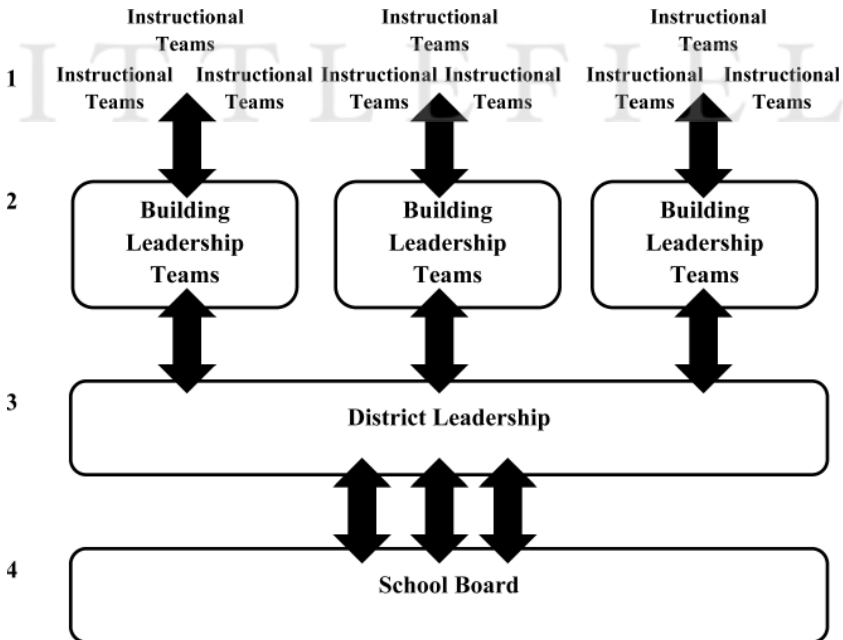 Instructional Instructional Instructional
Teams Teams Teams
ITTLEFIEL
1 Instructional Instructional Instructional Instructional Instructional Instructional
Teams Teams Teams Teams Teams Teams
2 Building Building Building
Leadership Leadership Leadership
Teams Teams Teams
3 District Leadership
4 School Board